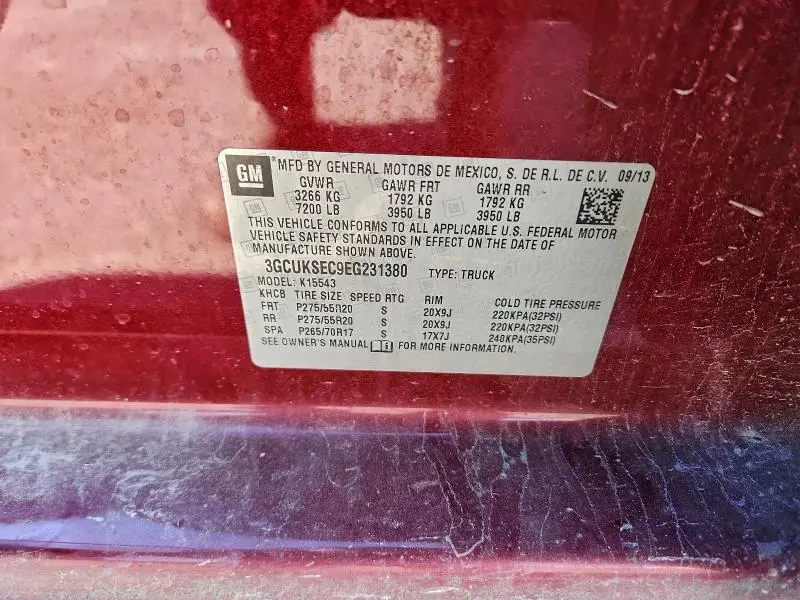 GM *MFD BY GENERAL MOTORS DE MEXICO, S. DE R.L. DE C.V. 09/13
GVWR GAWR FRT GAWR RR
3266 KG 1792 KG 1792 KG
7200 LB 3950 LB 3950 LB
THIS VEHICLE CONFORMS TO ALL APPLICABLE U.S. FEDERAL MOTOR
VEHICLE SAFETY STANDARDS IN EFFECT ON THE DATE OF
MANUFACTURE SHOWN ABOVE.
3GCUKSEC9EG231380 TYPE: TRUCK
MODEL: K15543
KHCB TIRE SIZE SPEED RTG RIM COLD TIRE PRESSURE
FRT P275/55R20 S 20X9J 220KPA(32PSI)
RR P275/55R20 S 20X9J 220KPA(32PSI)
SPA P265/70R17 S 17X7J 240KPA(35PSI)
SEE OWNER'S MANUAL FOR MORE INFORMATION.